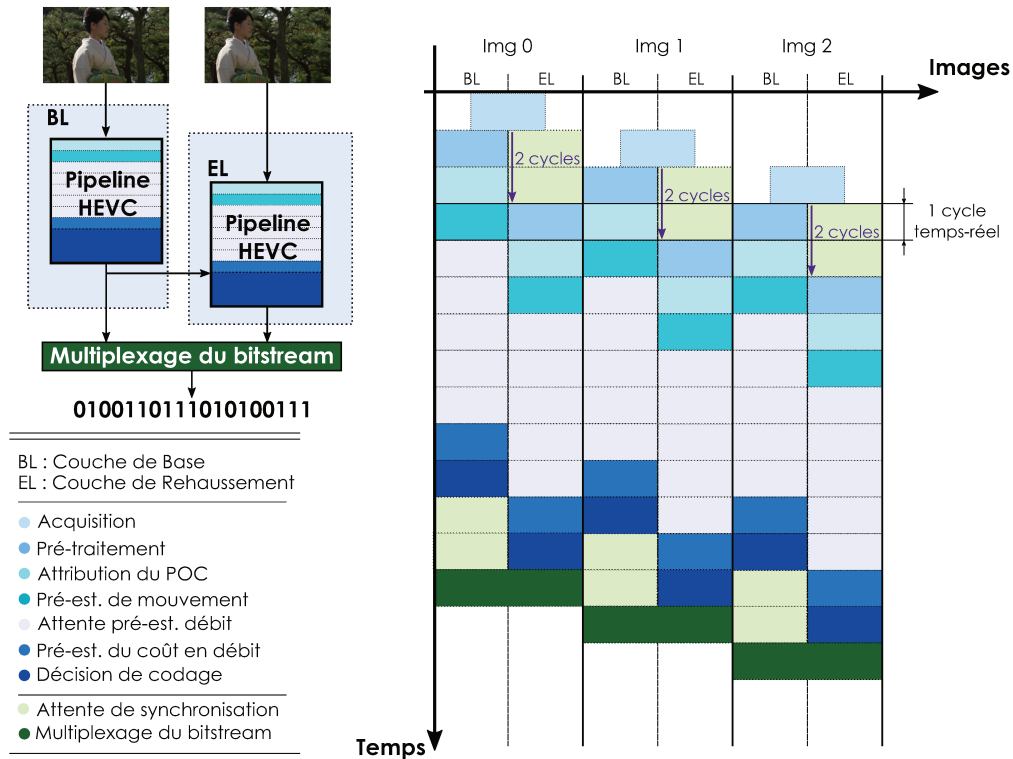 BL
Pipeline
HEVC
EL
Pipeline
HEVC
Multiplexage du bitstream
0100110111010100111
BL : Couche de Base
EL : Couche de Rehaussement
Acquisition
Pré-traitement
Attribution du POC
Pré-est. de mouvement
Attente pré-est. débit
Pré-est. du coût en débit
Décision de codage
Attente de synchronisation
Multiplexage du bitstream
Img 0
Img 1
Img 2
BL
EL
BL
EL
BL
EL
Images
2 cycles
2 cycles
2 cycles
1 cycle
temps-réel
Temps